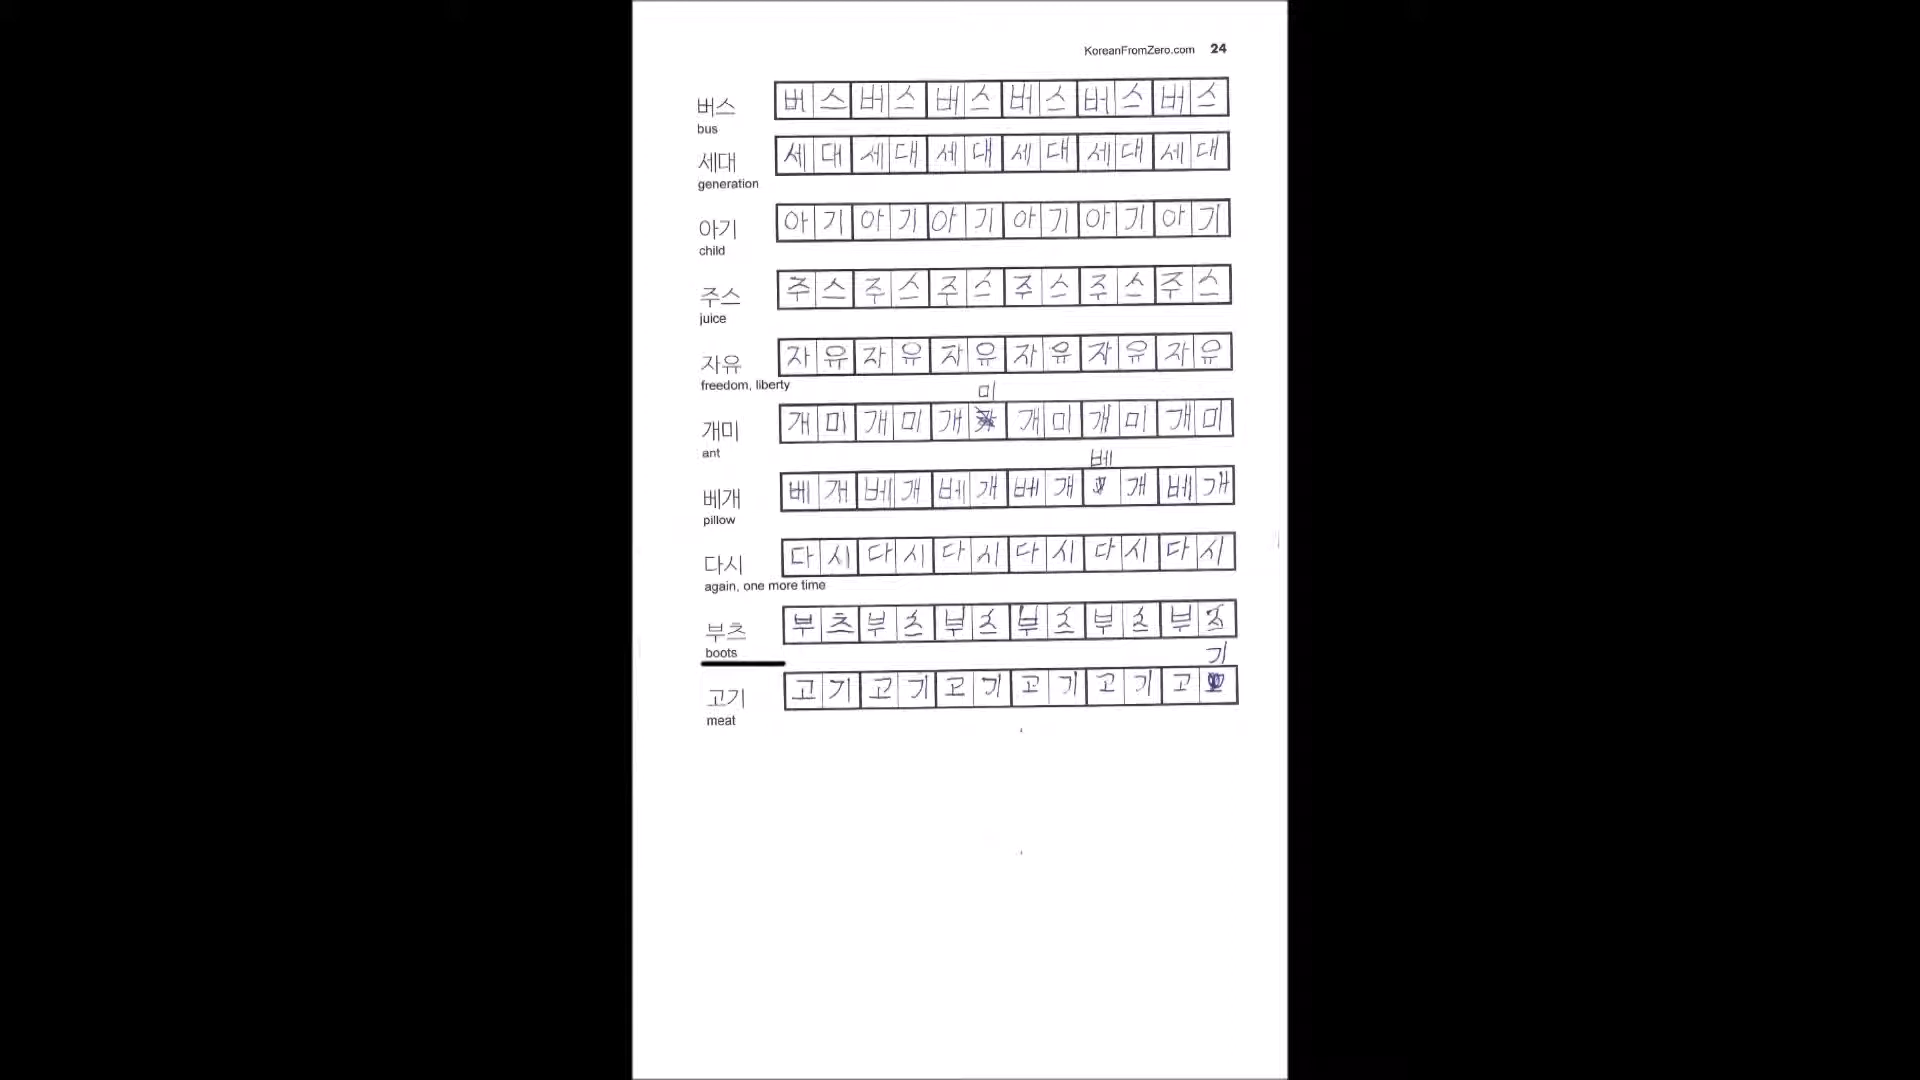 KoreanFromZero.com 24
버스 버스 버스 버스 버스 버스 버스
bus
세대 세대 세대 세대 세대 세대 세대
generation
아기 아기 아기 아기 아기 아기 아기
child
주스 주스 주스 주스 주스 주스 주스
juice
자유 자유 자유 자유 자유 자유 자유
freedom, liberty
미
개미 개미 개미 개 개미 개미 개미
ant
베
베개 베개 베개 베개 베개 개 베개
pillow
다시 다시 다시 다시 다시 다시 다시
again, one more time
부츠 부츠 부츠 부츠 부츠 부츠 부츠
boots
기
고기 고기 고기 고기 고기 고기 고
meat